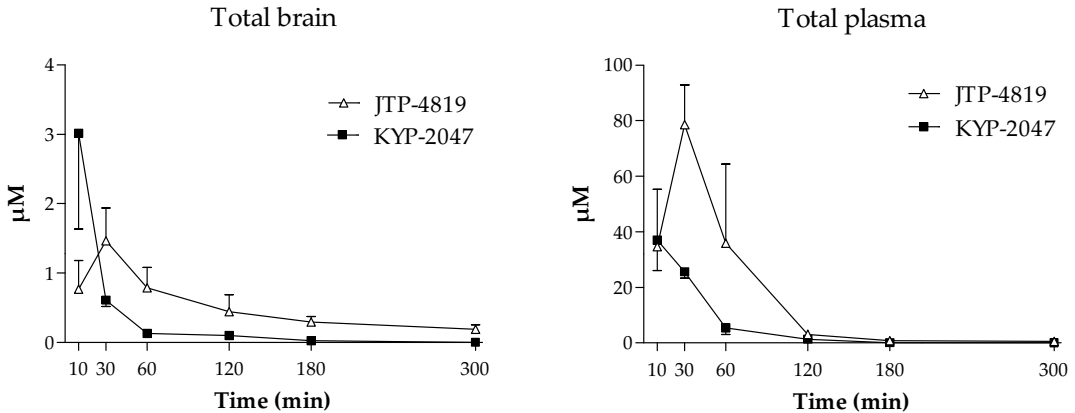 Total brain
4
3
2
1
0
μM
JTP-4819
KYP-2047
10 30 60 120 180 300
Time (min)
Total plasma
100
80
60
40
20
0
μM
JTP-4819
KYP-2047
10 30 60 120 180 300
Time (min)